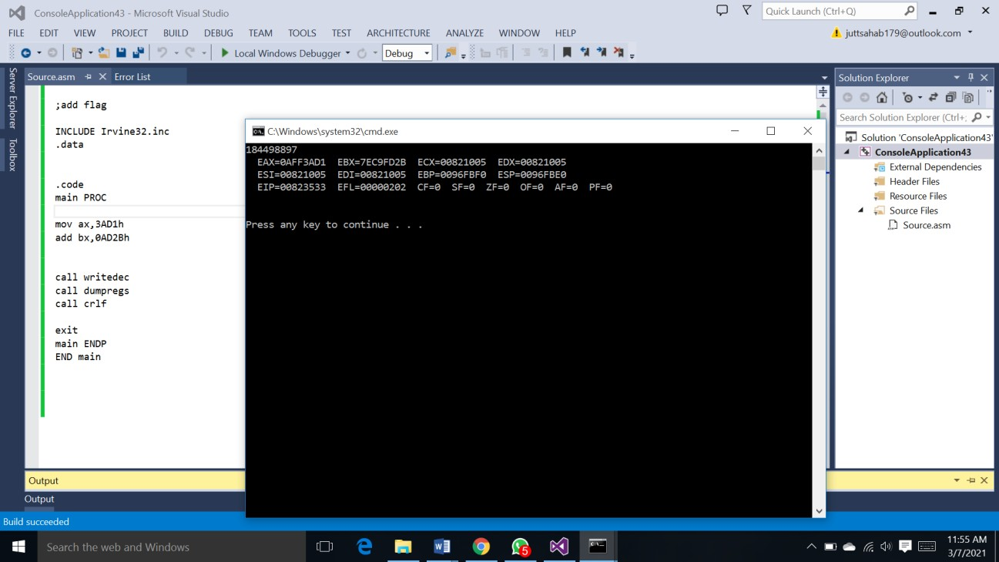 ConsoleApplication43 - Microsoft Visual Studio
Quick Launch (Ctrl+Q)
FILE EDIT VIEW PROJECT BUILD DEBUG TEAM TOOLS TEST ARCHITECTURE ANALYZE WINDOW HELP
juttsahab179@outlook.com
Local Windows Debugger
Debug
Server Explorer
Toolbox
Source.asm
Error List
;add flag
INCLUDE Irvine32.inc
.data
.code
main PROC
mov ax,3AD1h
add bx,0AD2Bh
call writedec
call dumpregs
call crlf
exit
main ENDP
END main
C:\Windows\system32\cmd.exe
184498897
EAX=0AFF3AD1 EBX=7EC9FD2B ECX=00821005 EDX=00821005
ESI=00821005 EDI=00821005 EBP=0096FBF0 ESP=0096FBE0
EIP=00823533 EFL=00000202 CF=0 SF=0 ZF=0 OF=0 AF=0 PF=0
Press any key to continue . . .
Solution Explorer
Search Solution Explorer (Ctrl+;
Solution 'ConsoleApplication43'
ConsoleApplication43
External Dependencies
Header Files
Resource Files
Source Files
Source.asm
Output
Output
Build succeeded
Search the web and Windows
5
11:55 AM
3/7/2021